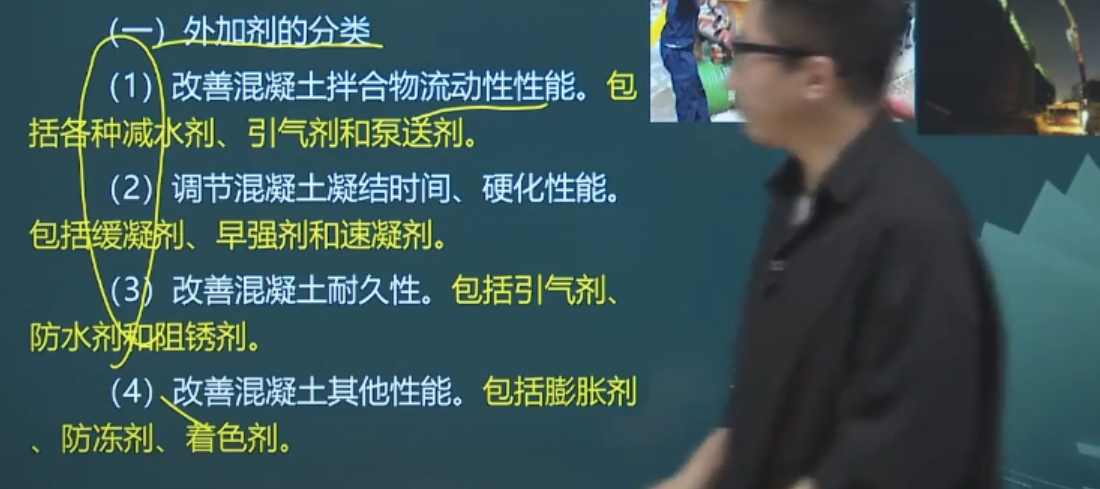 （一）外加剂的分类
（1）改善混凝土拌合物流动性性能。包
括各种减水剂、引气剂和泵送剂。
（2）调节混凝土凝结时间、硬化性能。
包括缓凝剂、早强剂和速凝剂。
（3）改善混凝土耐久性。包括引气剂、
防水剂和阻锈剂。
（4）改善混凝土其他性能。包括膨胀剂
、防冻剂、着色剂。